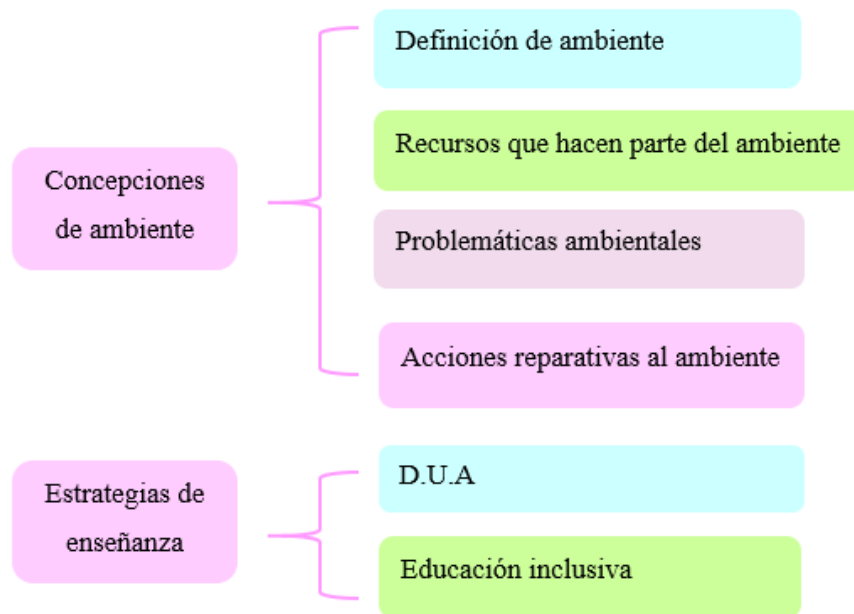 Concepciones
de ambiente
Definición de ambiente
Recursos que hacen parte del ambiente
Problemáticas ambientales
Acciones reparativas al ambiente
Estrategias de
enseñanza
D.U.A
Educación inclusiva